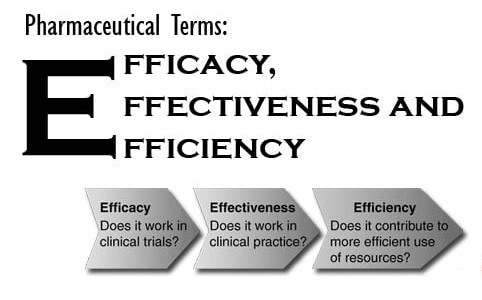 Pharmaceutical Terms:
EFFICACY,
EFFECTIVENESS AND
EFFICIENCY
Efficacy
Does it work in
clinical trials?
Effectiveness
Does it work in
clinical practice?
Efficiency
Does it contribute to
more efficient use
of resources?